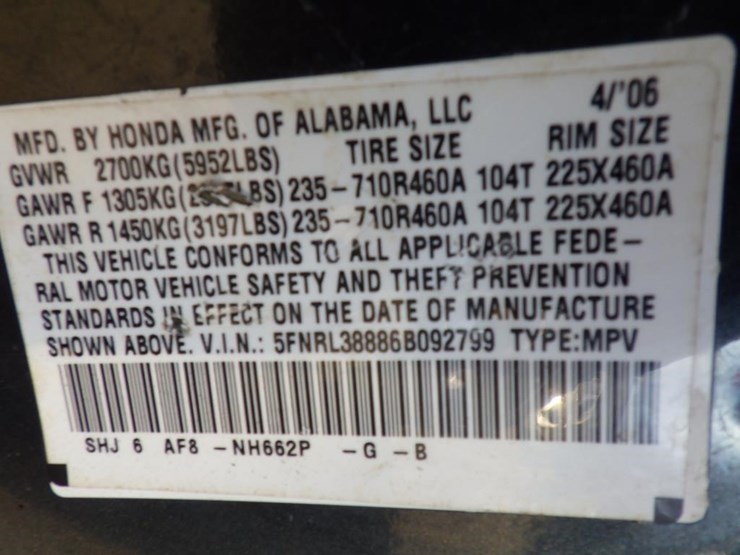 4/'06
MFD. BY HONDA MFG. OF ALABAMA, LLC
GVWR 2700KG(5952LBS) TIRE SIZE RIM SIZE
GAWR F 1305KG( LBS) 235-710R460A 104T 225X460A
GAWR R 1450KG(3197LBS) 235-710R460A 104T 225X460A
THIS VEHICLE CONFORMS TO ALL APPLICABLE FEDE-
RAL MOTOR VEHICLE SAFETY AND THEFT PREVENTION
STANDARDS IN EFFECT ON THE DATE OF MANUFACTURE
SHOWN ABOVE. V.I.N.: 5FNRL38886B092799 TYPE:MPV
SHJ 6 AF8 -NH662P -G -B